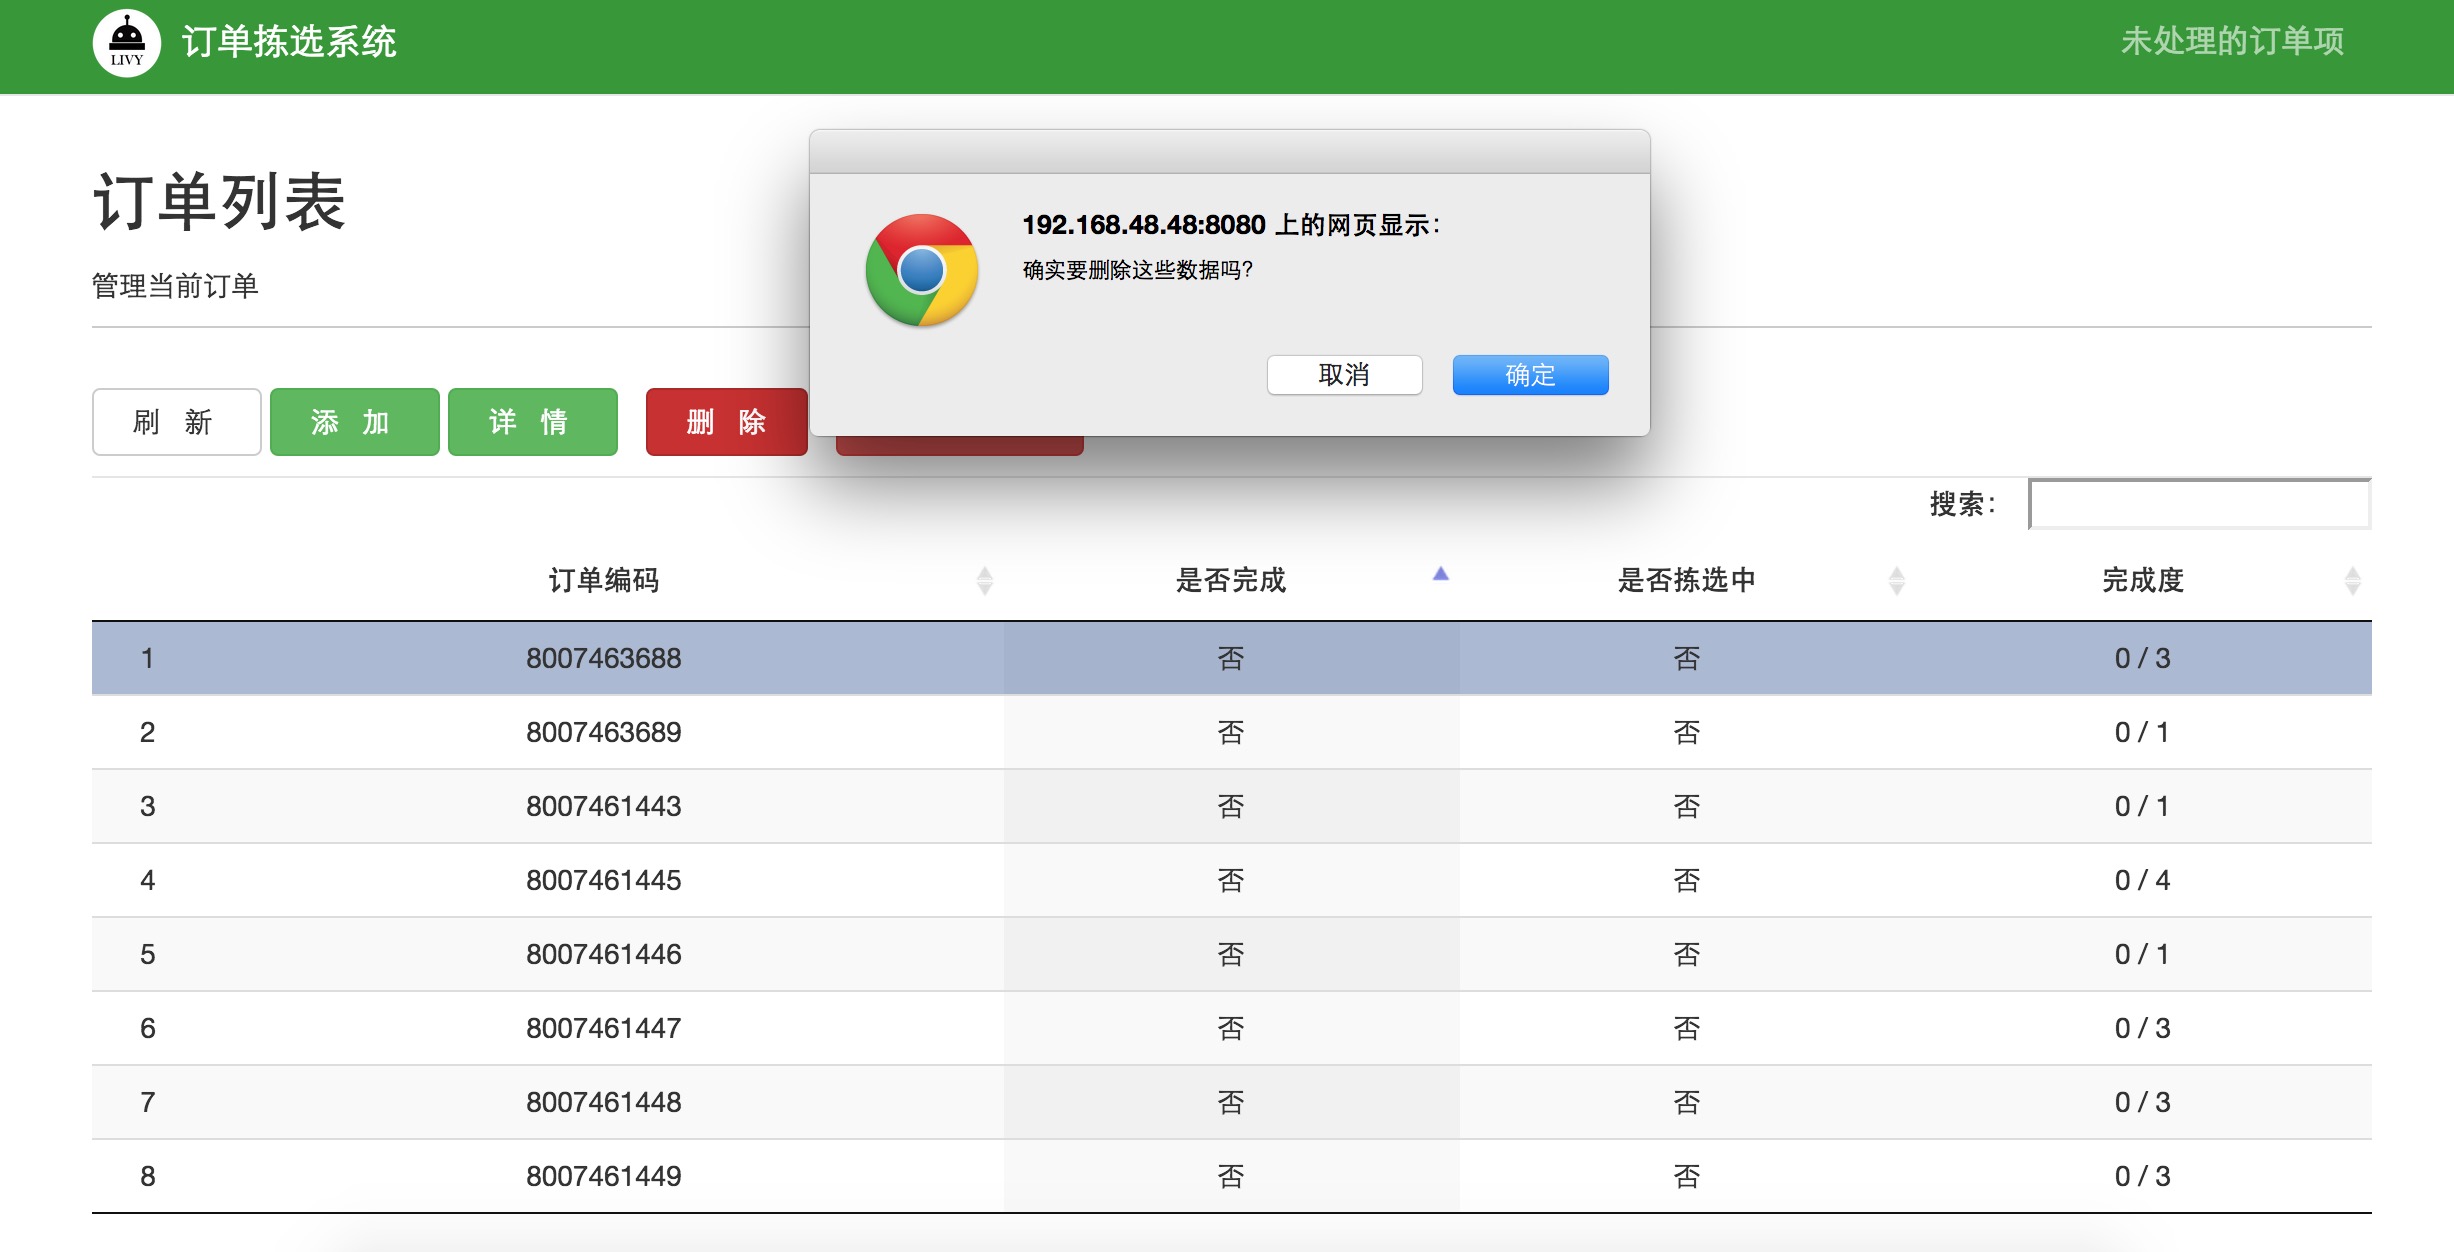 LIVY
订单拣选系统 未处理的订单项
192.168.48.48:8080 上的网页显示：
确实要删除这些数据吗？
取消 确定
订单列表
管理当前订单
刷 新 添 加 详 情 删 除
搜索：
订单编码 是否完成 是否拣选中 完成度
1 8007463688 否 否 0 / 3
2 8007463689 否 否 0 / 1
3 8007461443 否 否 0 / 1
4 8007461445 否 否 0 / 4
5 8007461446 否 否 0 / 1
6 8007461447 否 否 0 / 3
7 8007461448 否 否 0 / 3
8 8007461449 否 否 0 / 3